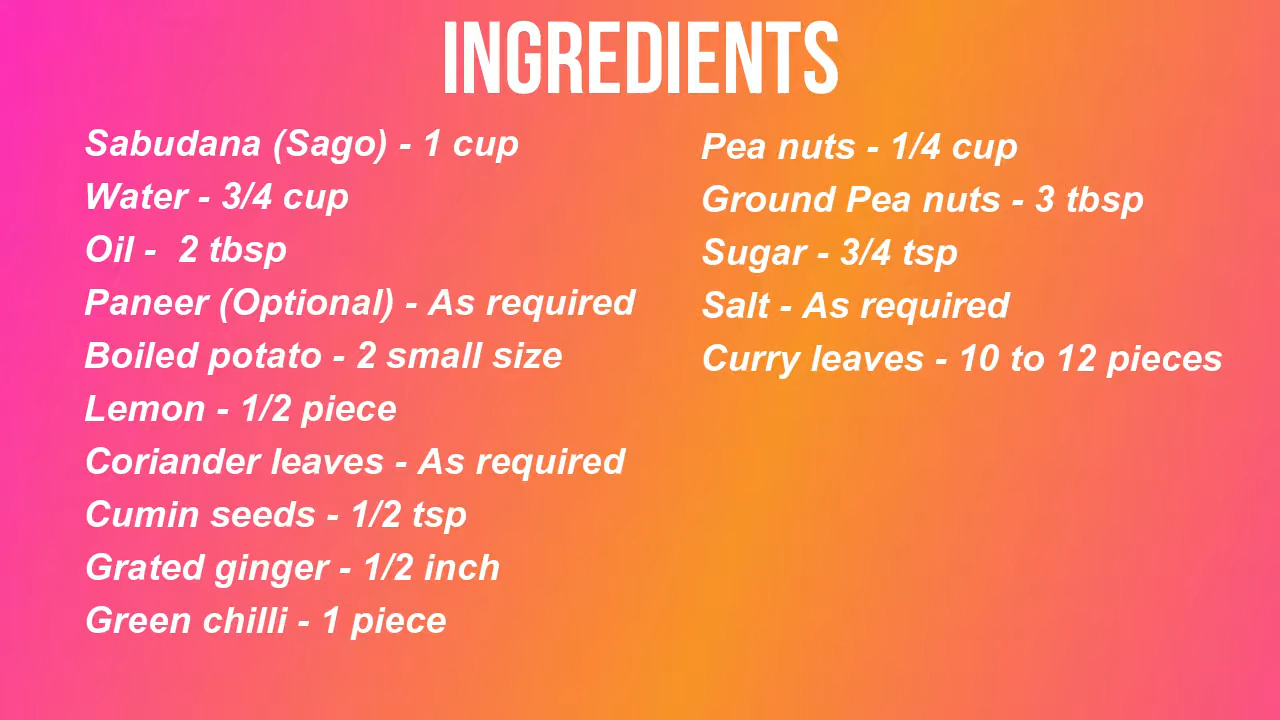 INGREDIENTS
Sabudana (Sago) - 1 cup
Water - 3/4 cup
Oil -  2 tbsp
Paneer (Optional) - As required
Boiled potato - 2 small size
Lemon - 1/2 piece
Coriander leaves - As required
Cumin seeds - 1/2 tsp
Grated ginger - 1/2 inch
Green chilli - 1 piece
Pea nuts - 1/4 cup
Ground Pea nuts - 3 tbsp
Sugar - 3/4 tsp
Salt - As required
Curry leaves - 10 to 12 pieces